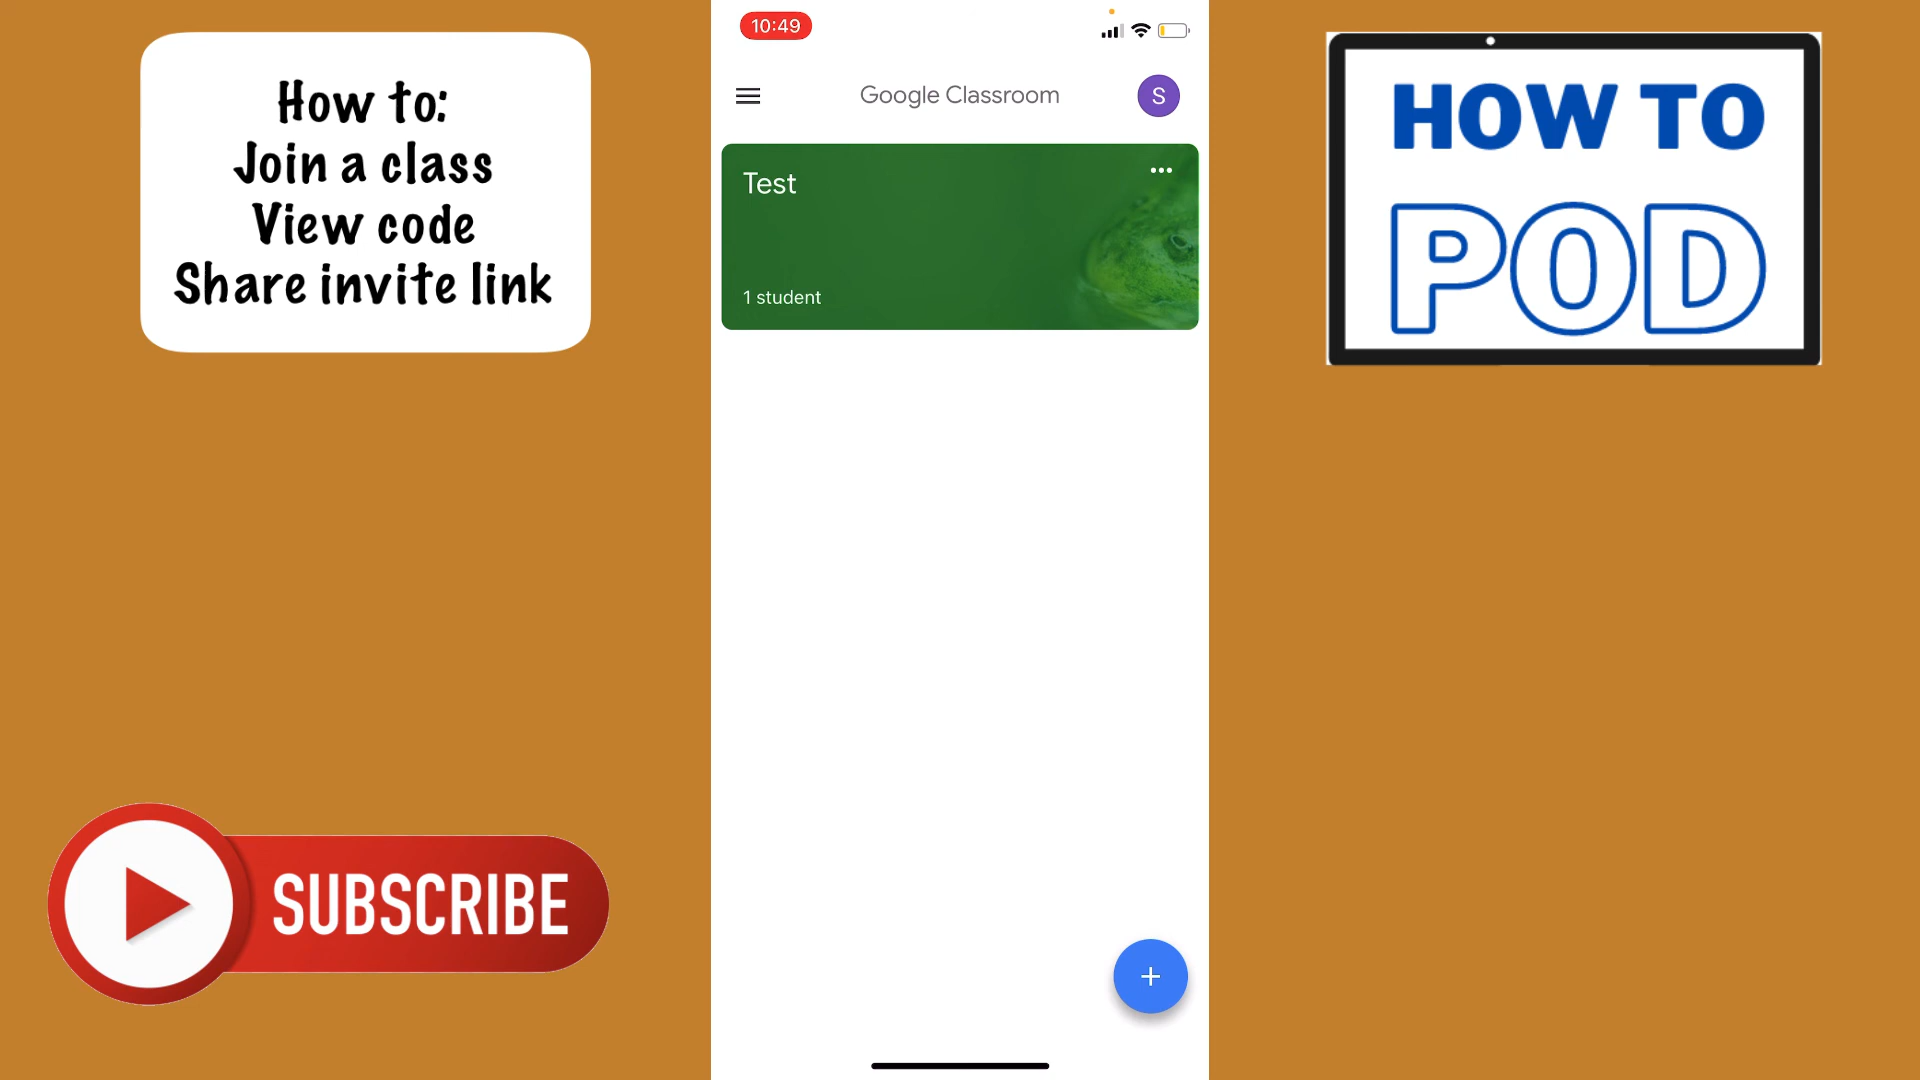 How to:
Join a class
View code
Share invite link
10:49
Google Classroom
S
Test
1 student
HOW TO
POD
SUBSCRIBE